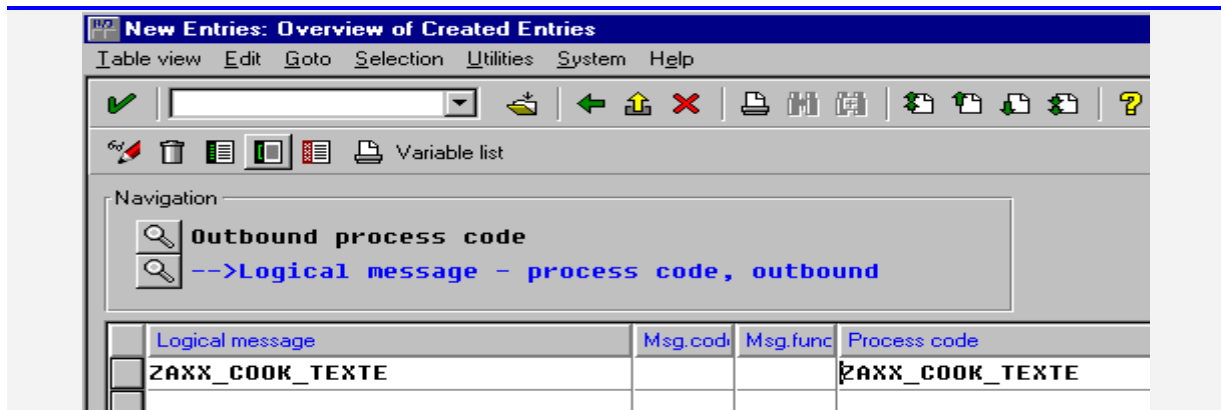 New Entries: Overview of Created Entries
Table view Edit Goto Selection Utilities System Help
Variable list
Navigation
Outbound process code
-->Logical message - process code, outbound
Logical message Msg.cod Msg.func Process code
ZAXX_COOK_TEXTE ZAXX_COOK_TEXTE